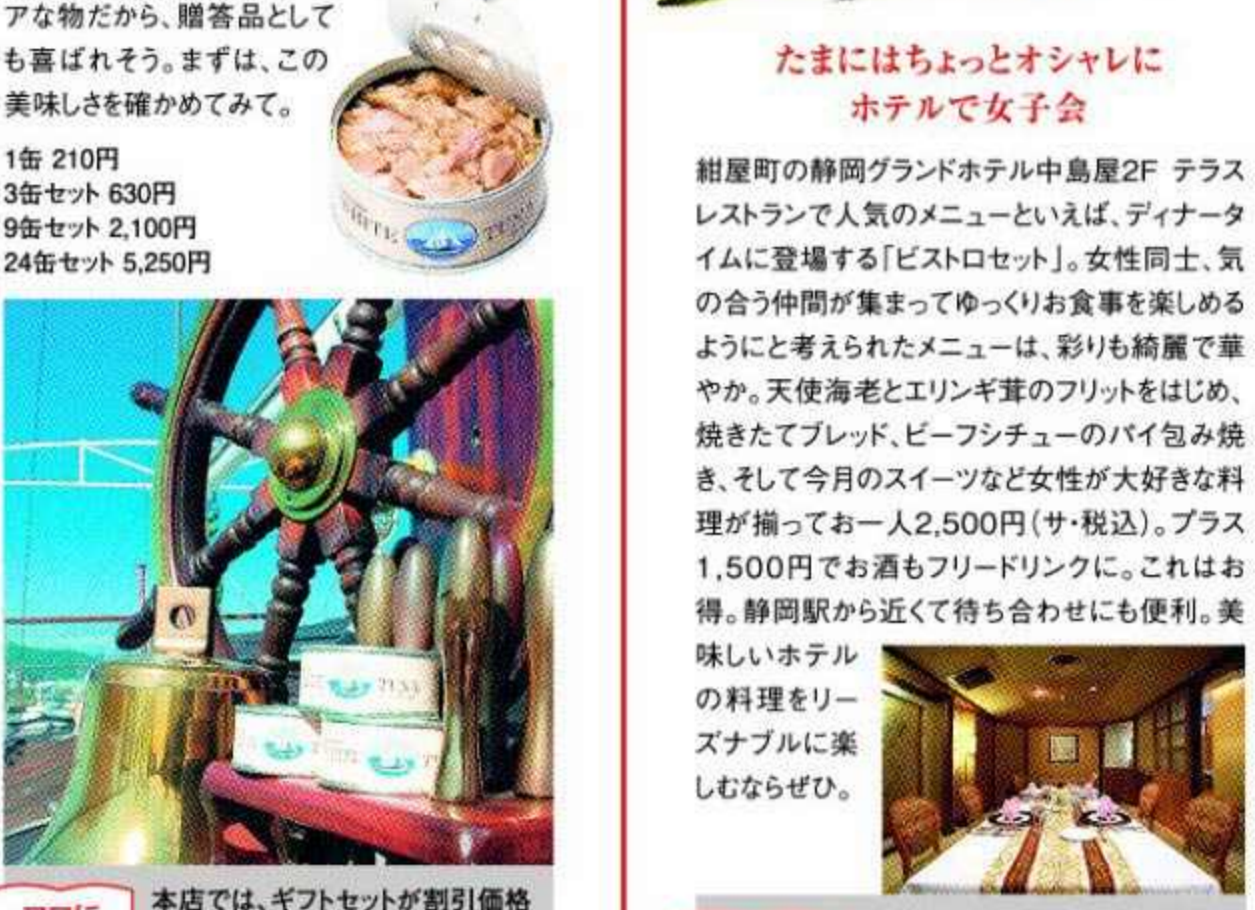 アな物だから、贈答品として
も喜ばれそう。まずは、この
美味しさを確かめてみて。
1缶 210円
3缶セット 630円
9缶セット 2,100円
24缶セット 5,250円
WHITE TUNA
TUNA
本店では、ギフトセットが割引価格
たまにはちょっとオシャレに
ホテルで女子会
紺屋町の静岡グランドホテル中島屋2F テラス
レストランで人気のメニューといえば、ディナータ
イムに登場する「ビストロセット」。女性同士、気
の合う仲間が集まってゆっくりお食事を楽しめる
ようにと考えられたメニューは、彩りも綺麗で華
やか。天使海老とエリンギ茸のフリットをはじめ、
焼きたてブレッド、ビーフシチューのパイ包み焼
き、そして今月のスイーツなど女性が大好きな料
理が揃ってお一人2,500円(サ・税込)。プラス
1,500円でお酒もフリードリンクに。これはお
得。静岡駅から近くて待ち合わせにも便利。美
味しいホテル
の料理をリー
ズナブルに楽
しむならぜひ。